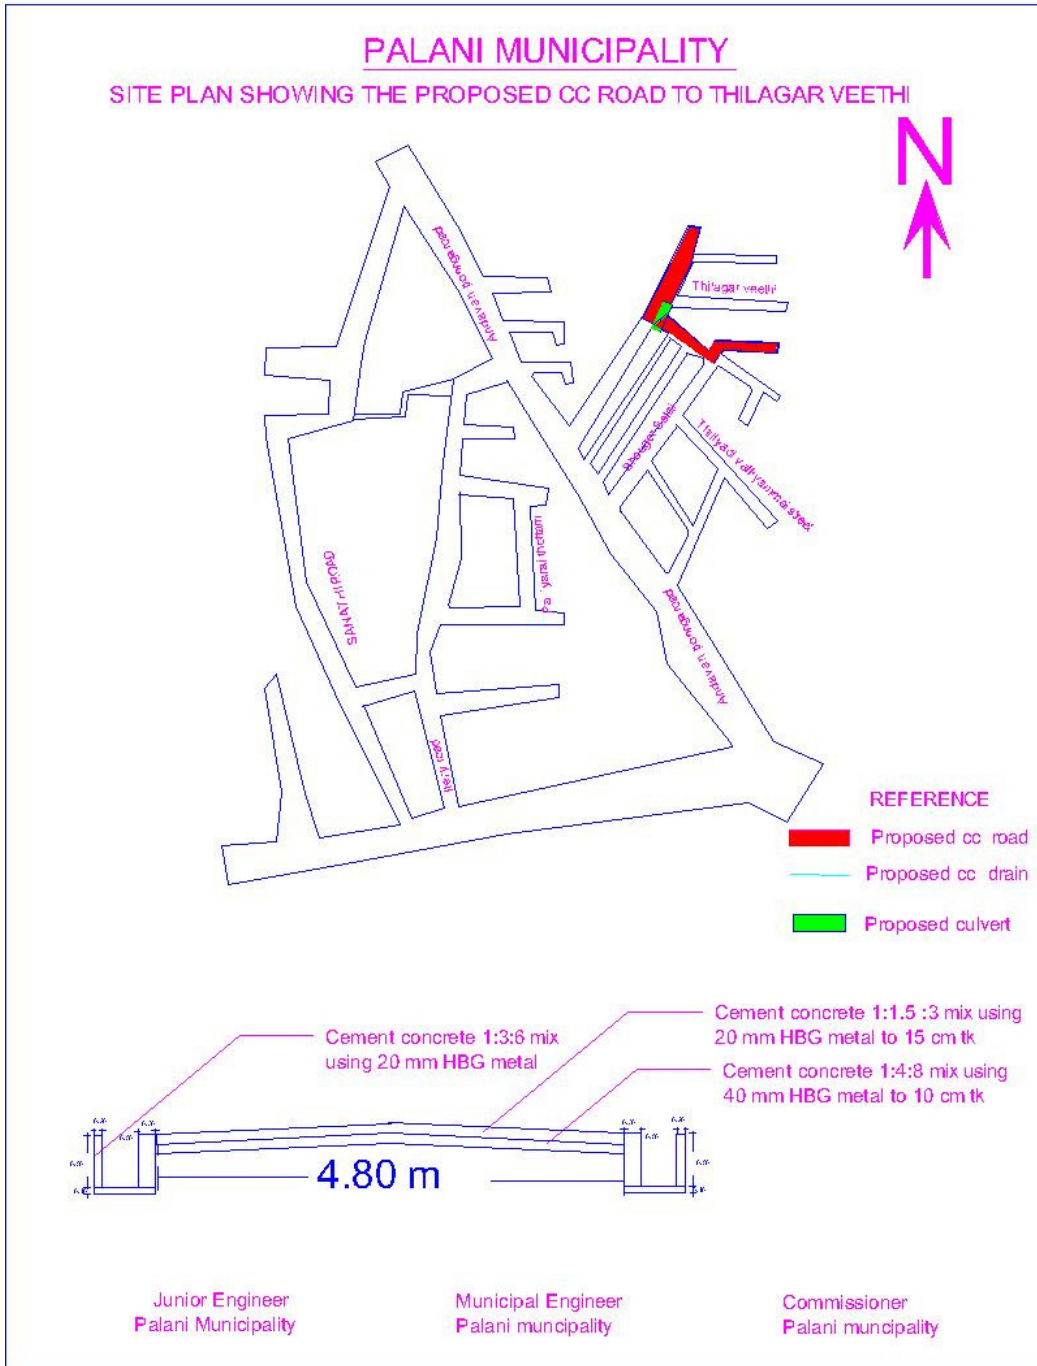 PALANI MUNICIPALITY
SITE PLAN SHOWING THE PROPOSED CC ROAD TO THILAGAR VEETHI
N
Andavan poonga road
Thilagar veethi
Bhougar Salai
SANATHI ROAD
Andavan poonga road
road
REFERENCE
Proposed cc road
Proposed cc drain
Proposed culvert
Cement concrete 1:3:6 mix
using 20 mm HBG metal
Cement concrete 1:1.5 :3 mix using
20 mm HBG metal to 15 cm tk
Cement concrete 1:4:8 mix using
40 mm HBG metal to 10 cm tk
4.80 m
Junior Engineer
Palani Municipality
Municipal Engineer
Palani muncipality
Commissioner
Palani muncipality